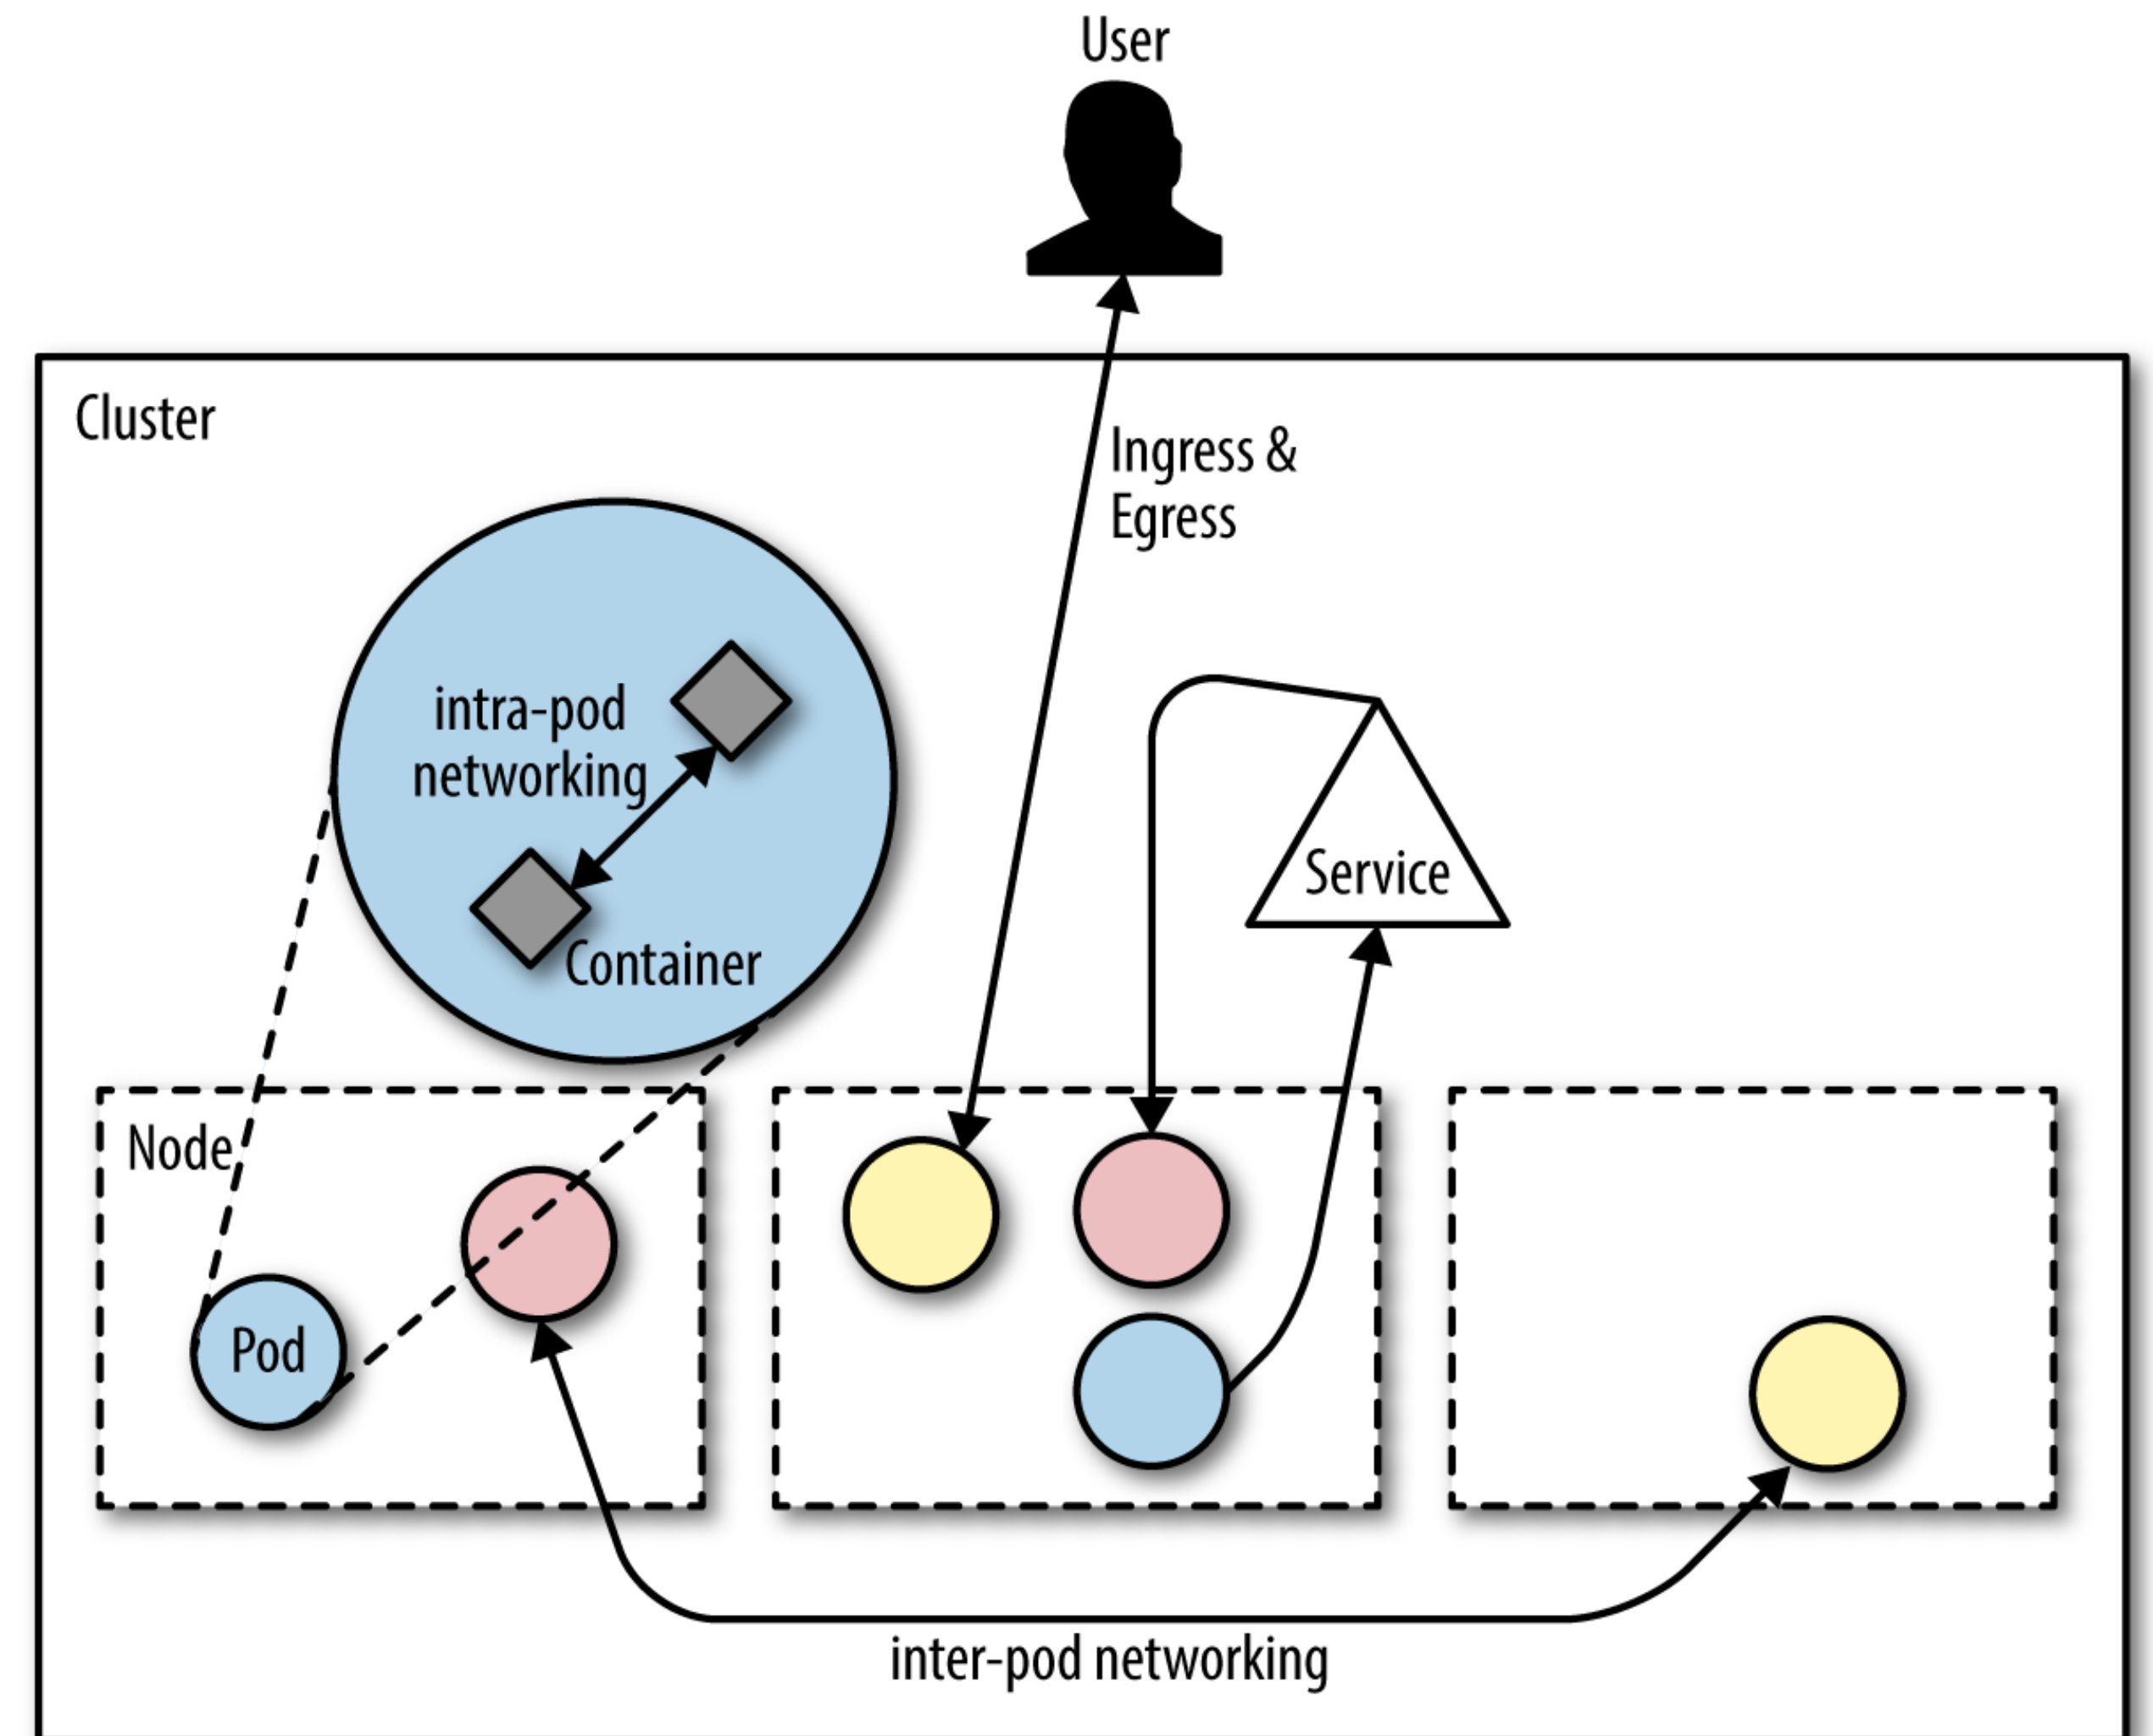 User
Cluster
Ingress &
Egress
intra-pod
networking
Service
Container
Node
Pod
inter-pod networking